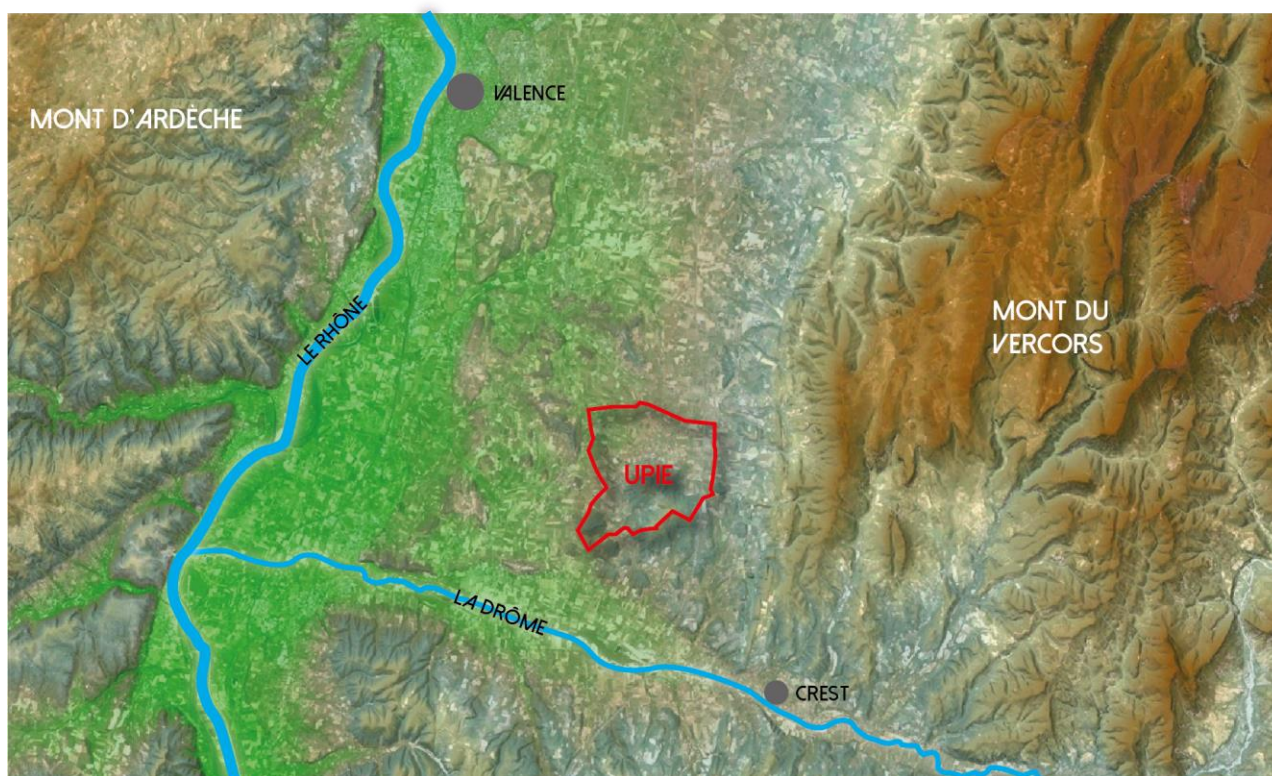 VALENCE
MONT D'ARDÈCHE
LE RHÔNE
MONT DU
VERCORS
UPIE
LA DRÔME
CREST